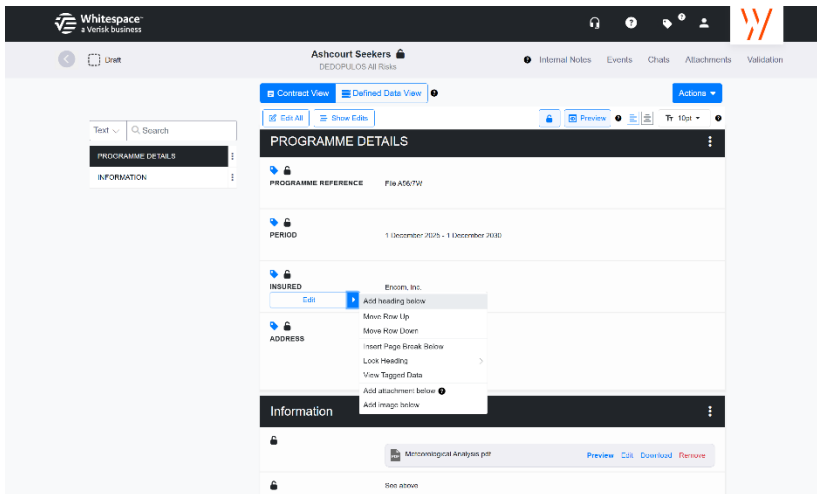 Whitespace™
a Verisk business
Draft
Ashcourt Seekers
DEDOPULOS All Risks
Internal Notes Events Chats Attachments Validation
Contract View Defined Data View
Actions
Edit All Show Edits Preview Tr 10pt
Text Search
PROGRAMME DETAILS
INFORMATION
PROGRAMME DETAILS
PROGRAMME REFERENCE File A56/7W
PERIOD 1 December 2025 - 1 December 2030
INSURED Encom, Inc.
Edit
Add heading below
Move Row Up
Move Row Down
Insert Page Break Below
Lock Heading
View Tagged Data
Add attachment below
Add image below
ADDRESS
Information
PDF Meteorological Analysis.pdf Preview Edit Download Remove
See above